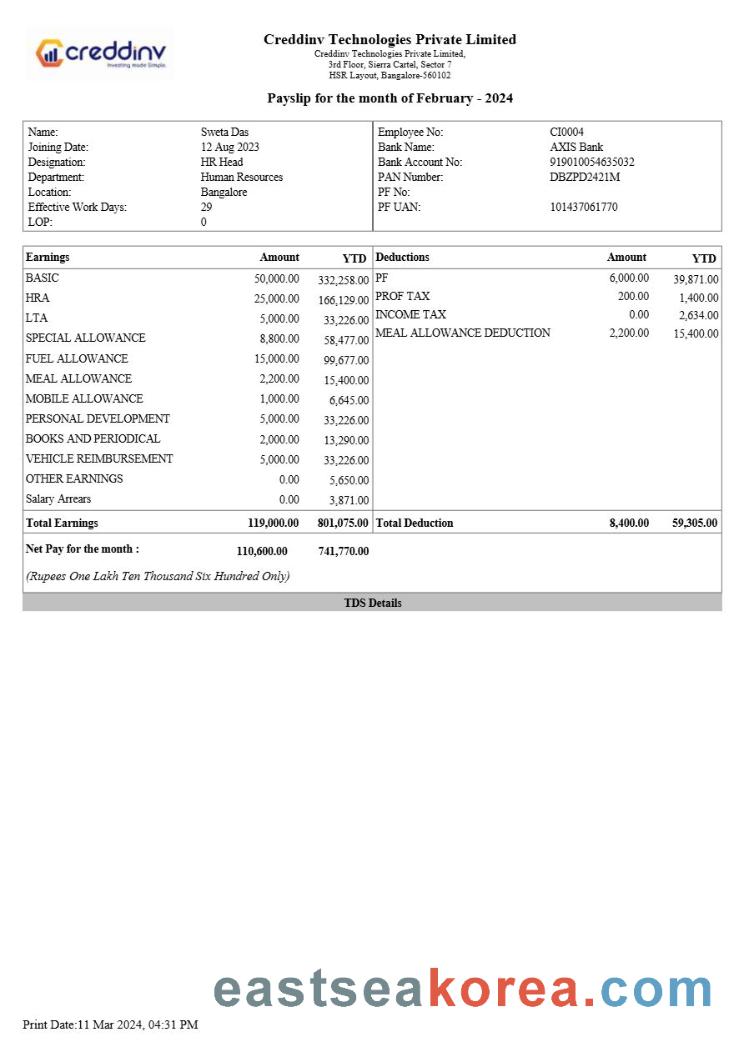 creddinv
Investing made Simple.
Creddinv Technologies Private Limited
Creddinv Technologies Private Limited,
3rd Floor, Sierra Cartel, Sector 7
HSR Layout, Bangalore-560102
Payslip for the month of February - 2024
Name: Sweta Das Employee No: CI0004
Joining Date: 12 Aug 2023 Bank Name: AXIS Bank
Designation: HR Head Bank Account No: 919010054635032
Department: Human Resources PAN Number: DBZPD2421M
Location: Bangalore PF No:
Effective Work Days: 29 PF UAN: 101437061770
LOP: 0
Earnings Amount YTD Deductions Amount YTD
BASIC 50,000.00 332,258.00 PF 6,000.00 39,871.00
HRA 25,000.00 166,129.00 PROF TAX 200.00 1,400.00
LTA 5,000.00 33,226.00 INCOME TAX 0.00 2,634.00
SPECIAL ALLOWANCE 8,800.00 58,477.00 MEAL ALLOWANCE DEDUCTION 2,200.00 15,400.00
FUEL ALLOWANCE 15,000.00 99,677.00
MEAL ALLOWANCE 2,200.00 15,400.00
MOBILE ALLOWANCE 1,000.00 6,645.00
PERSONAL DEVELOPMENT 5,000.00 33,226.00
BOOKS AND PERIODICAL 2,000.00 13,290.00
VEHICLE REIMBURSEMENT 5,000.00 33,226.00
OTHER EARNINGS 0.00 5,650.00
Salary Arrears 0.00 3,871.00
Total Earnings 119,000.00 801,075.00 Total Deduction 8,400.00 59,305.00
Net Pay for the month : 110,600.00 741,770.00
(Rupees One Lakh Ten Thousand Six Hundred Only)
TDS Details
eastseakorea.com
Print Date:11 Mar 2024, 04:31 PM